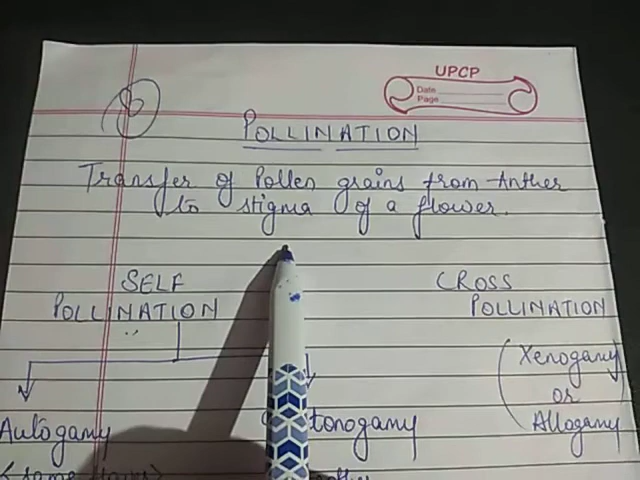 UPCP
Date
Page
6
POLLINATION
Transfer of Pollen grains from Anther
to stigma of a flower.
SELF
POLLINATION
CROSS
POLLINATION
(Xenogamy
or
Allogamy)
Autogamy
tonogamy